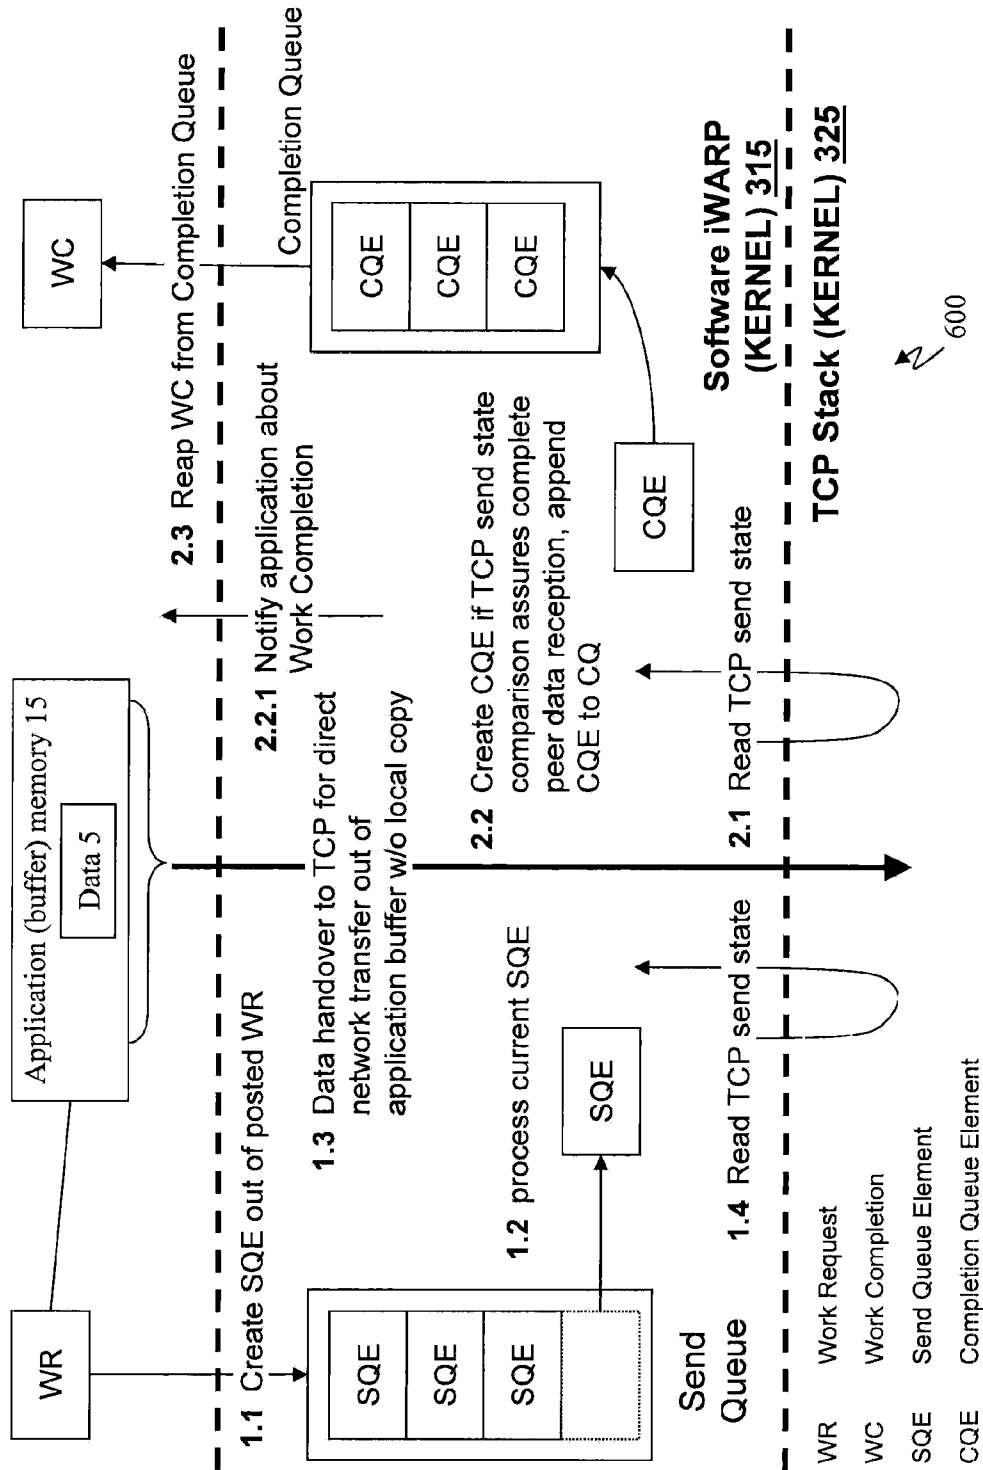 WR
Application (buffer) memory 15
Data 5
WC
1.1 Create SQE out of posted WR
2.3 Reap WC from Completion Queue
SQE
SQE
SQE
Send
Queue
1.3 Data handover to TCP for direct
network transfer out of
application buffer w/o local copy
1.2 process current SQE
SQE
1.4 Read TCP send state
2.2.1 Notify application about
Work Completion
2.2 Create CQE if TCP send state
comparison assures complete
peer data reception, append
CQE to CQ
2.1 Read TCP send state
Completion Queue
CQE
CQE
CQE
CQE
Software iWARP
(KERNEL) 315
TCP Stack (KERNEL) 325
600
WR Work Request
WC Work Completion
SQE Send Queue Element
CQE Completion Queue Element